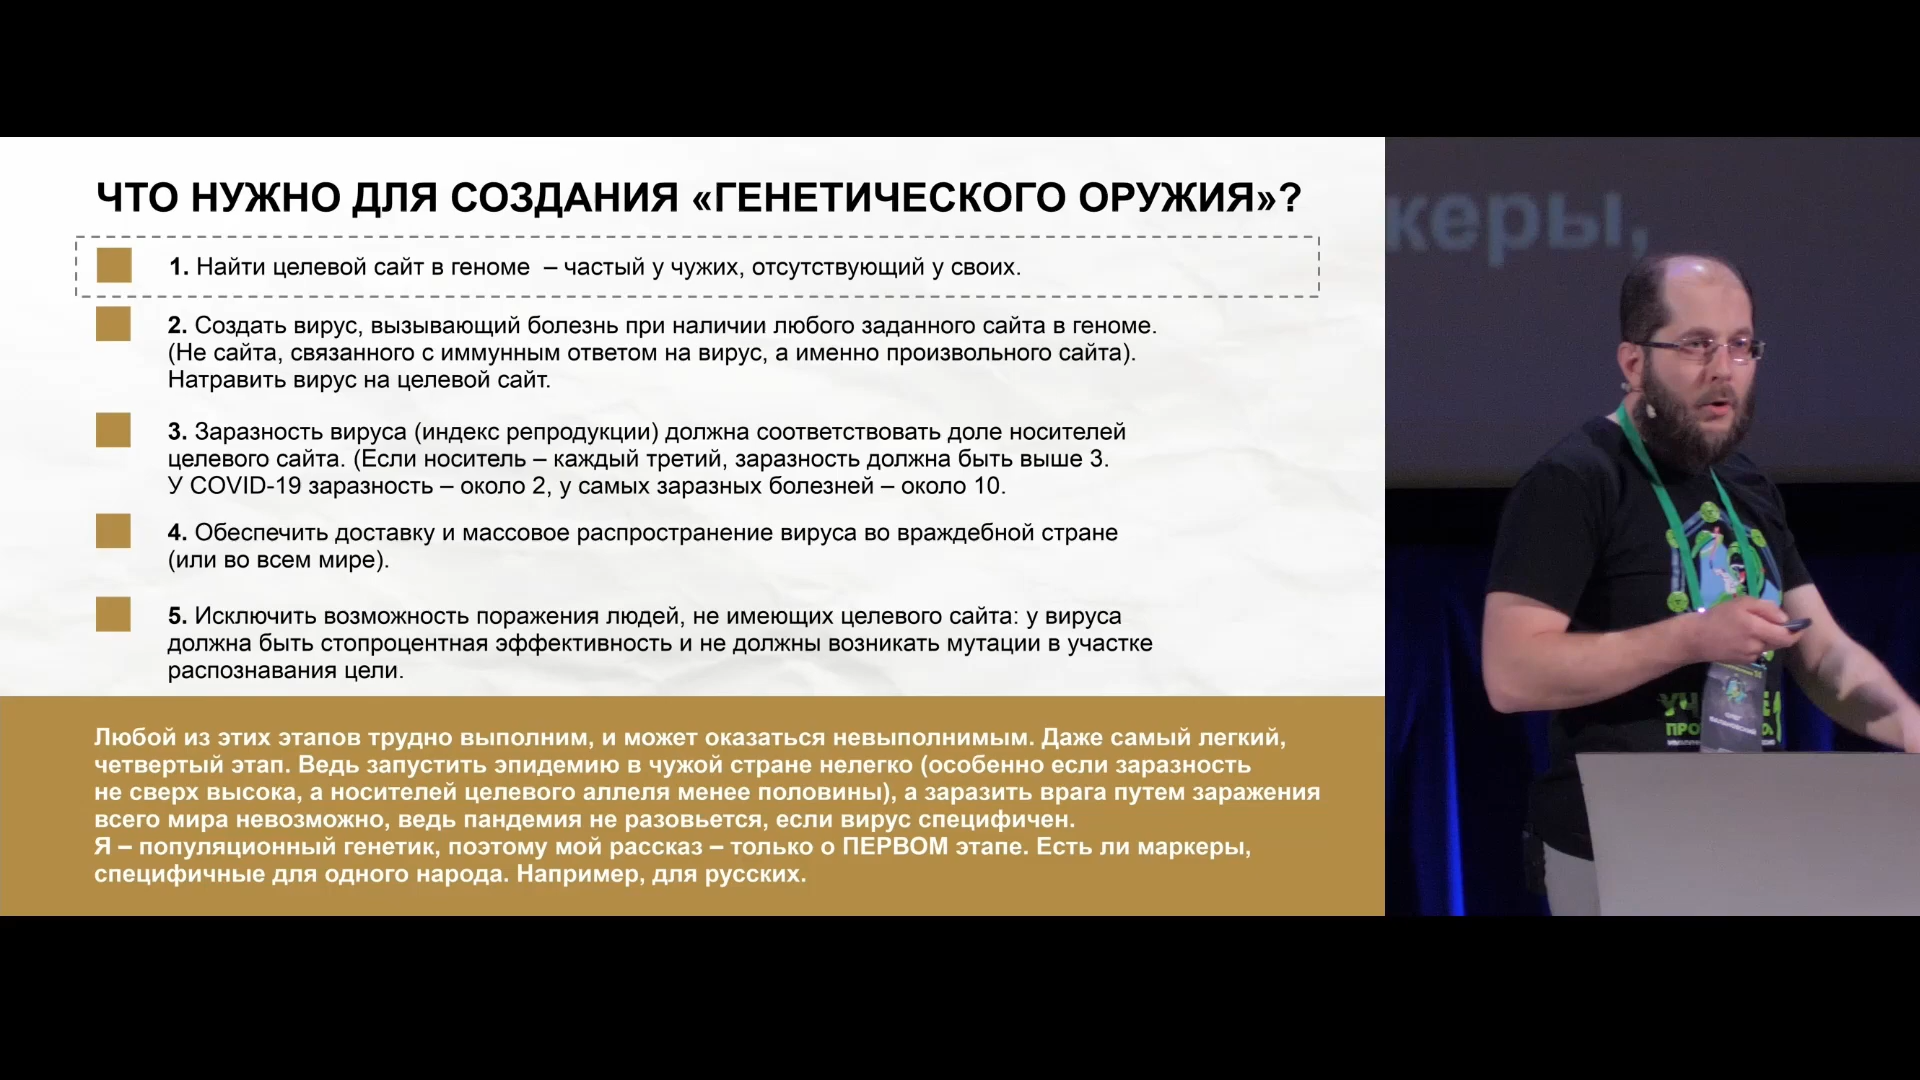 ЧТО НУЖНО ДЛЯ СОЗДАНИЯ «ГЕНЕТИЧЕСКОГО ОРУЖИЯ»?
1. Найти целевой сайт в геноме – частый у чужих, отсутствующий у своих.
2. Создать вирус, вызывающий болезнь при наличии любого заданного сайта в геноме.
(Не сайта, связанного с иммунным ответом на вирус, а именно произвольного сайта).
Натравить вирус на целевой сайт.
3. Заразность вируса (индекс репродукции) должна соответствовать доле носителей
целевого сайта. (Если носитель – каждый третий, заразность должна быть выше 3.
У COVID-19 заразность – около 2, у самых заразных болезней – около 10.
4. Обеспечить доставку и массовое распространение вируса во враждебной стране
(или во всем мире).
5. Исключить возможность поражения людей, не имеющих целевого сайта: у вируса
должна быть стопроцентная эффективность и не должны возникать мутации в участке
распознавания цели.
Любой из этих этапов трудно выполним, и может оказаться невыполнимым. Даже самый легкий,
четвертый этап. Ведь запустить эпидемию в чужой стране нелегко (особенно если заразность
не сверх высока, а носителей целевого аллеля менее половины), а заразить врага путем заражения
всего мира невозможно, ведь пандемия не разовьется, если вирус специфичен.
Я – популяционный генетик, поэтому мой рассказ – только о ПЕРВОМ этапе. Есть ли маркеры,
специфичные для одного народа. Например, для русских.
керы,